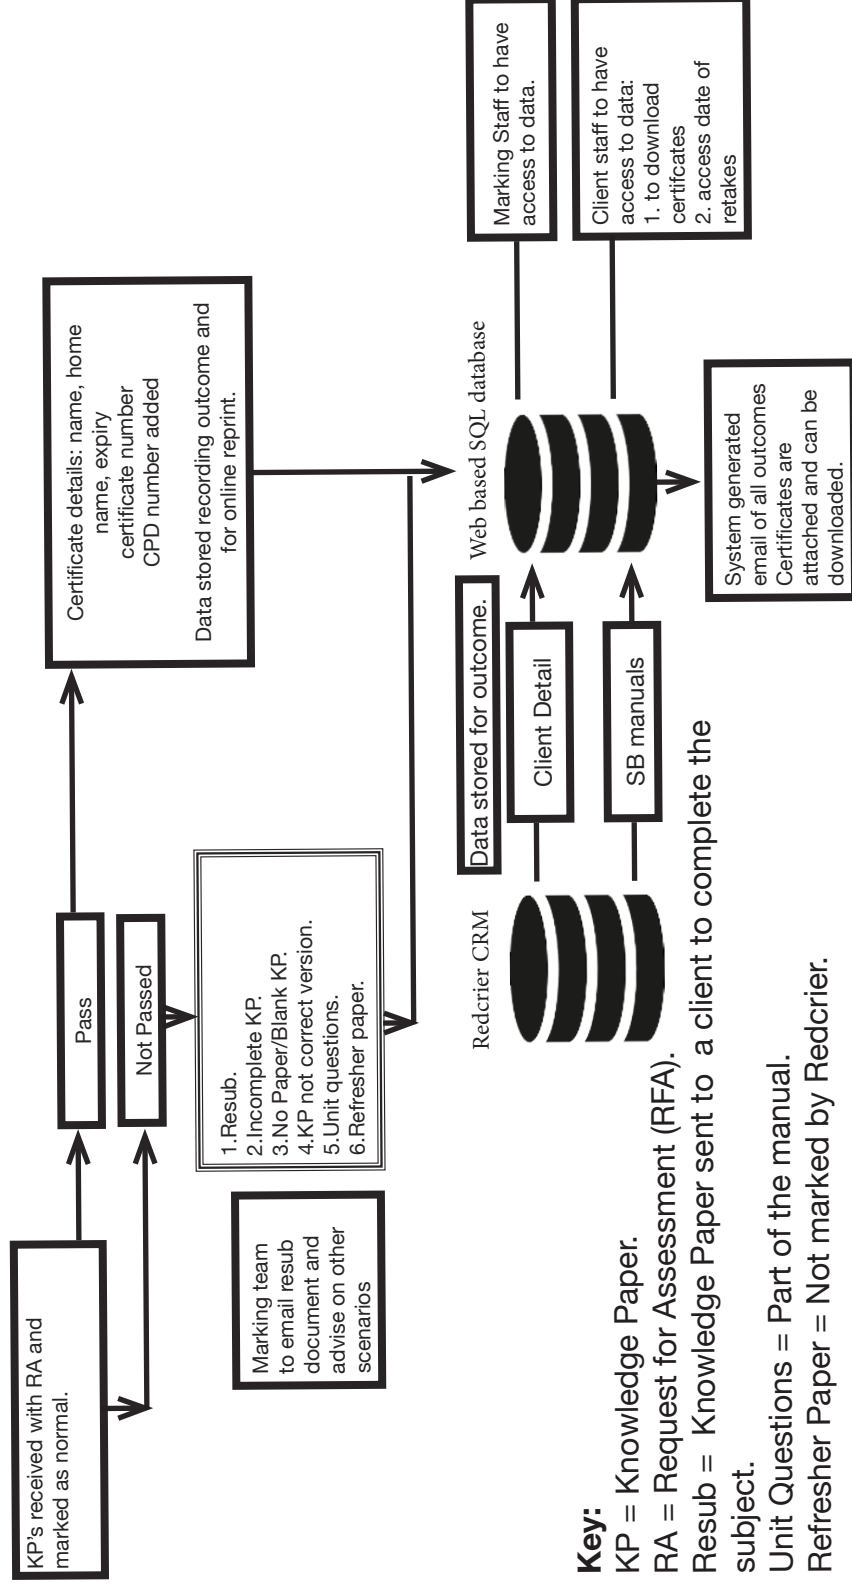 KP's received with RA and
marked as normal.
Pass
Not Passed
Certificate details: name, home
name, expiry
certificate number
CPD number added
Data stored recording outcome and
for online reprint.
1.Resub.
2.Incomplete KP.
3.No Paper/Blank KP.
4.KP not correct version.
5.Unit questions.
6.Refresher paper.
Marking team
to email resub
document and
advise on other
scenarios
Redcrier CRM
Data stored for outcome.
Client Detail
SB manuals
Web based SQL database
Marking Staff to have
access to data.
Client staff to have
access to data:
1. to download
certifcates
2. access date of
retakes
System generated
email of all outcomes
Certificates are
attached and can be
downloaded.
Key:
KP = Knowledge Paper.
RA = Request for Assessment (RFA).
Resub = Knowledge Paper sent to a client to complete the
subject.
Unit Questions = Part of the manual.
Refresher Paper = Not marked by Redcrier.